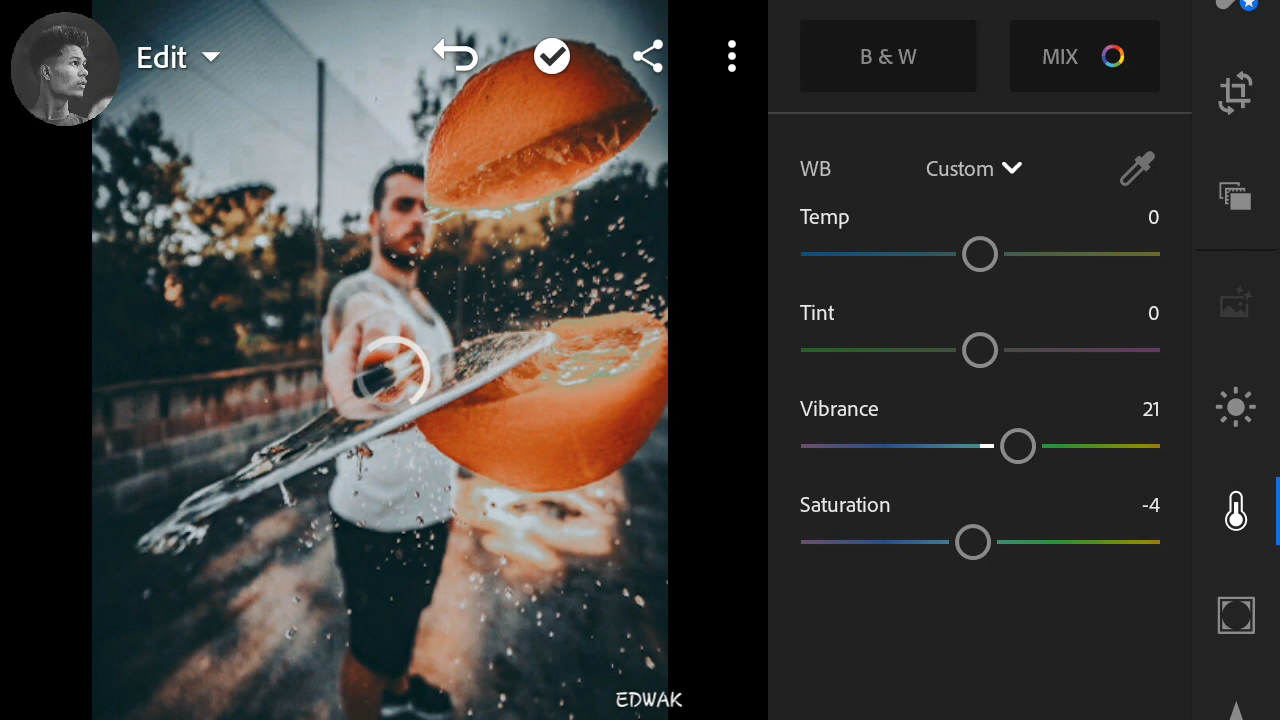 Edit
B & W
MIX
WB
Custom
Temp
0
Tint
0
Vibrance
21
Saturation
-4
EDWAK